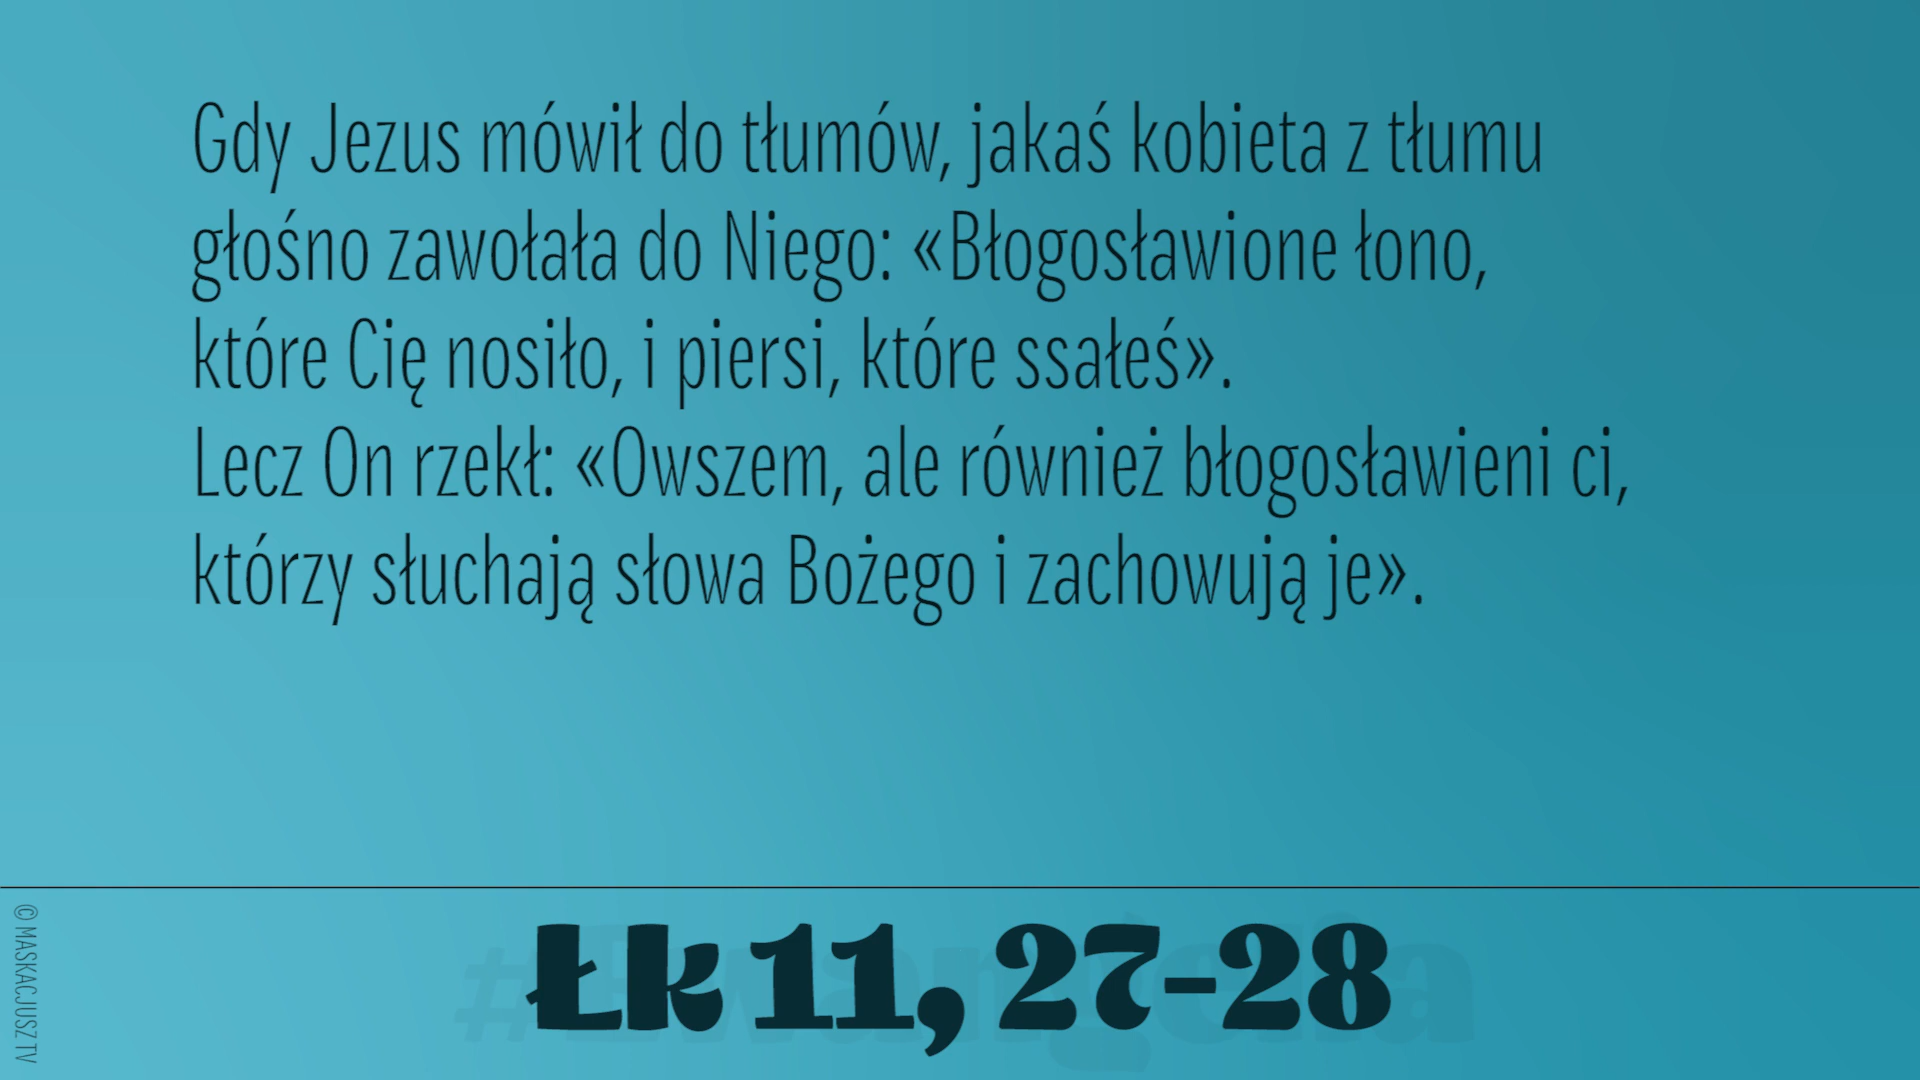 Gdy Jezus mówił do tłumów, jakaś kobieta z tłumu
głośno zawołała do Niego: «Błogosławione łono,
które Cię nosiło, i piersi, które ssałeś».
Lecz On rzekł: «Owszem, ale również błogosławieni ci,
którzy słuchają słowa Bożego i zachowują je».
#Ewangelia
Łk 11, 27-28
© MASKACJUSZ TV